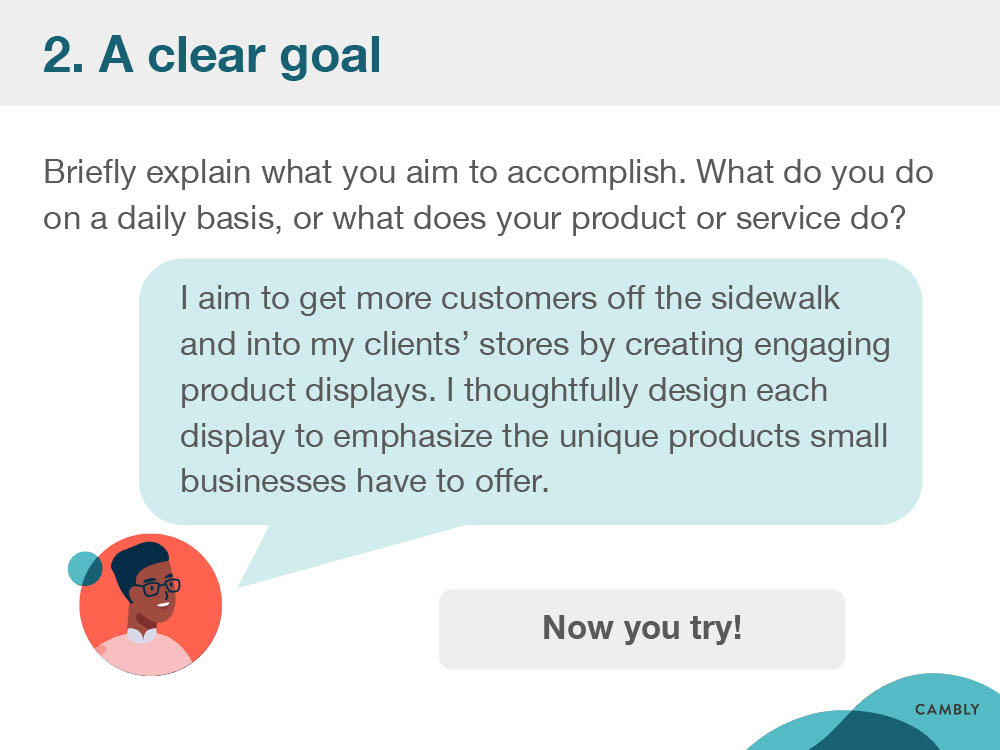 2. A clear goal
Briefly explain what you aim to accomplish. What do you do
on a daily basis, or what does your product or service do?
I aim to get more customers off the sidewalk
and into my clients’ stores by creating engaging
product displays. I thoughtfully design each
display to emphasize the unique products small
businesses have to offer.
Now you try!
CAMBLY